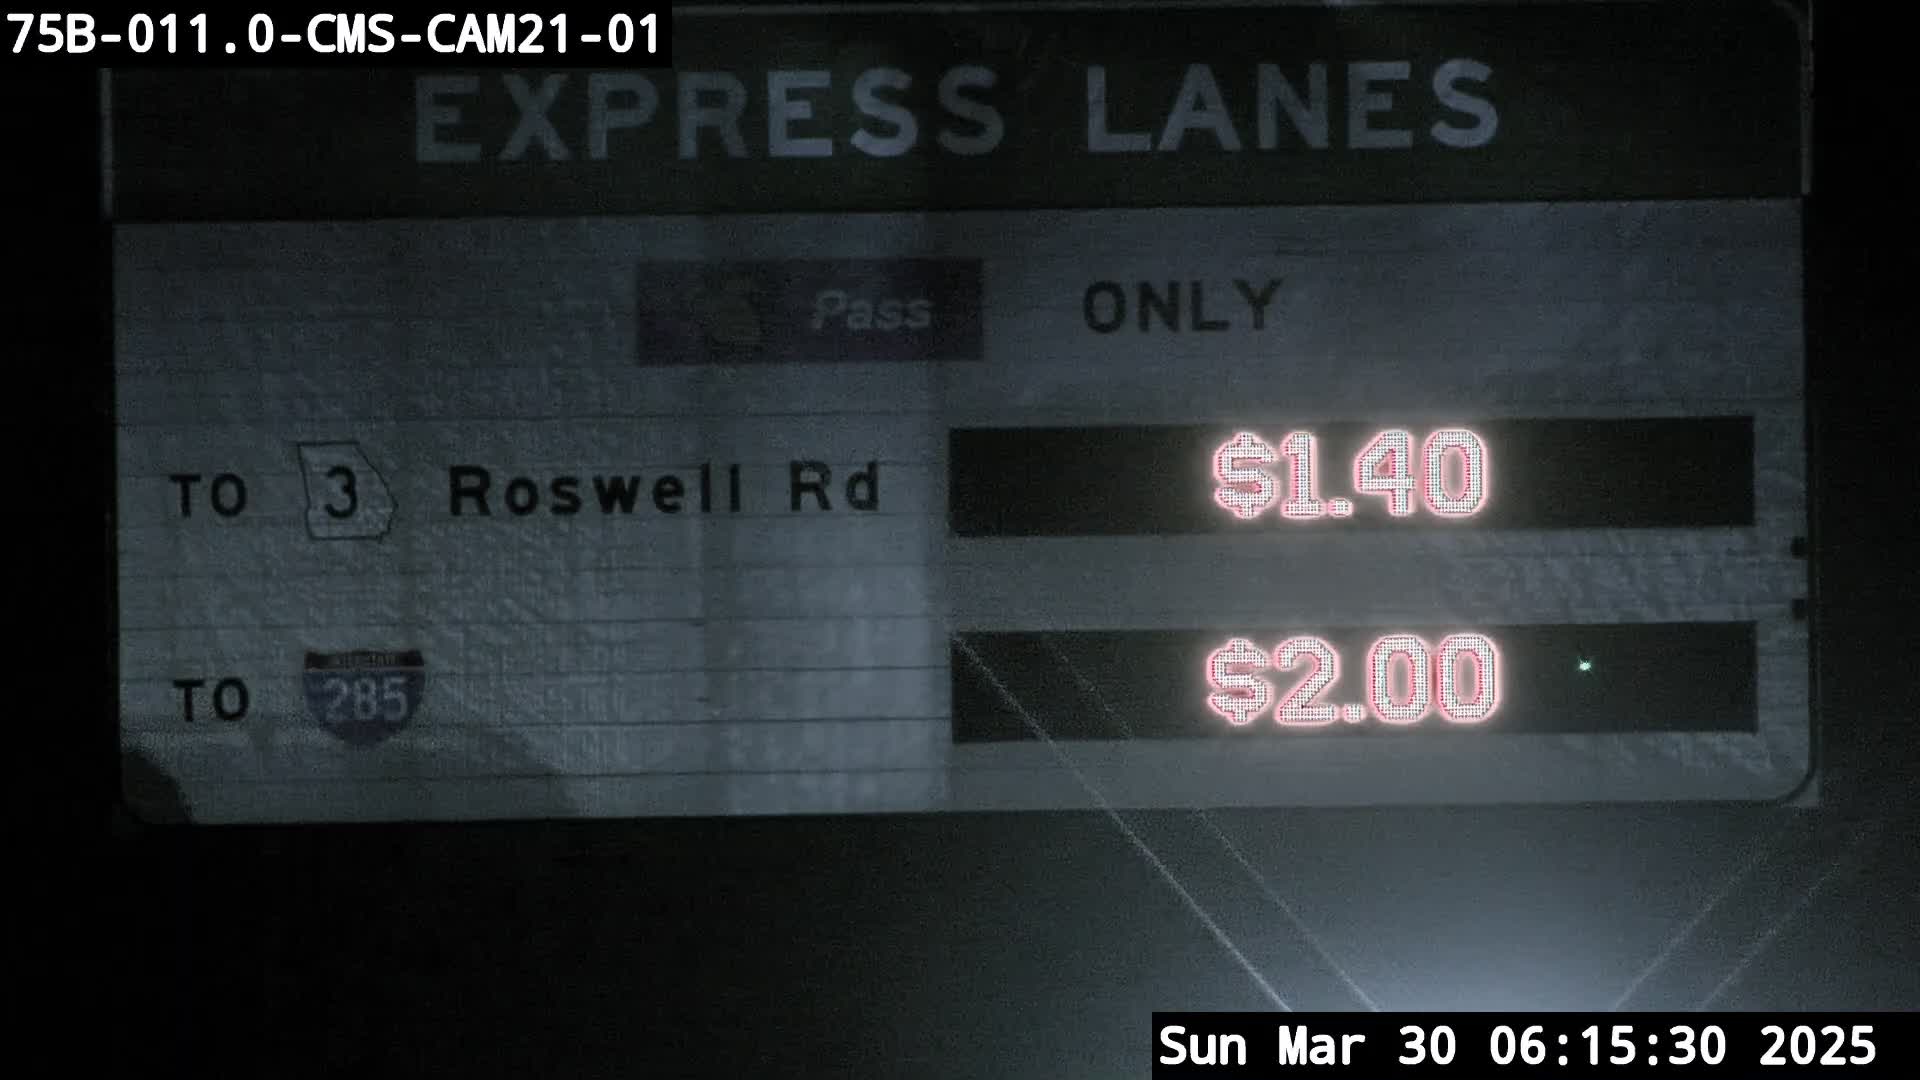 75B-011.0-CMS-CAM21-01
EXPRESS LANES
Pass ONLY
TO 3 Roswell Rd $1.40
TO INTERSTATE 285 $2.00
Sun Mar 30 06:15:30 2025